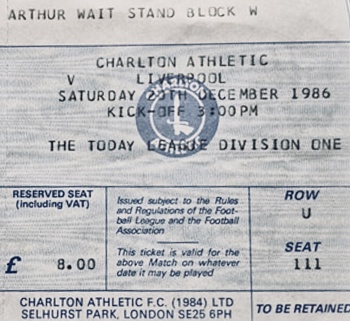 ARTHUR WAIT STAND BLOCK W
CHARLTON ATHLETIC
V LIVERPOOL
SATURDAY 20TH DECEMBER 1986
KICK-OFF 3:00PM
THE TODAY LEAGUE DIVISION ONE
RESERVED SEAT
(including VAT)
£ 8.00
Issued subject to the Rules
and Regulations of the Foot-
ball League and the Football
Association
This ticket is valid for the
above Match on whatever
date it may be played
ROW
U
SEAT
111
CHARLTON ATHLETIC F.C. (1984) LTD
SELHURST PARK, LONDON SE25 6PH
TO BE RETAINED